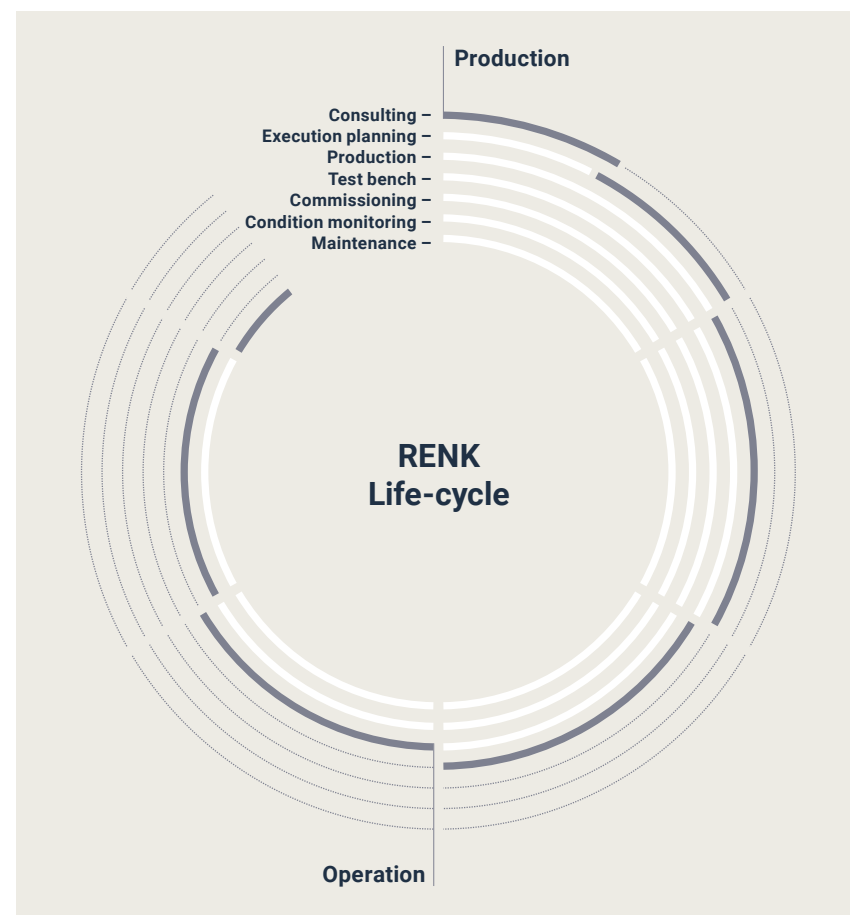 Production
Consulting –
Execution planning –
Production –
Test bench –
Commissioning –
Condition monitoring –
Maintenance –
RENK
Life-cycle
Operation